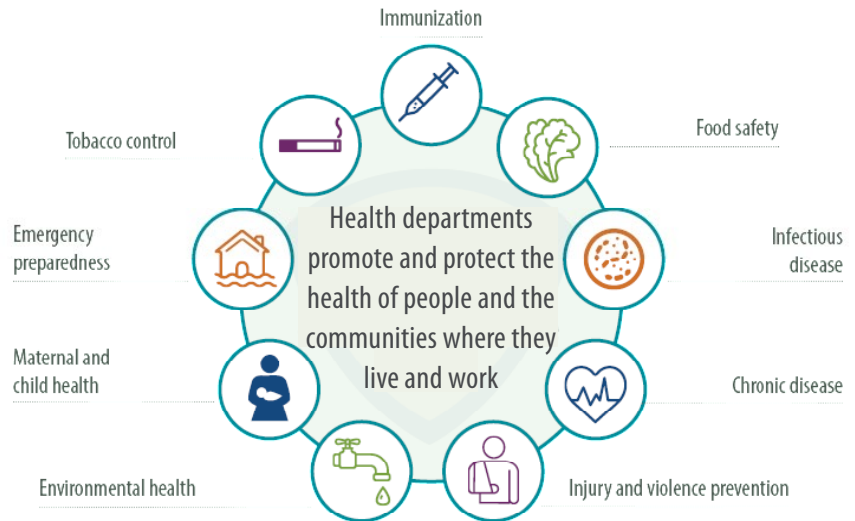 Immunization
Tobacco control
Food safety
Health departments
promote and protect the
health of people and the
communities where they
live and work
Emergency
preparedness
Infectious
disease
Maternal and
child health
Chronic disease
Environmental health
Injury and violence prevention